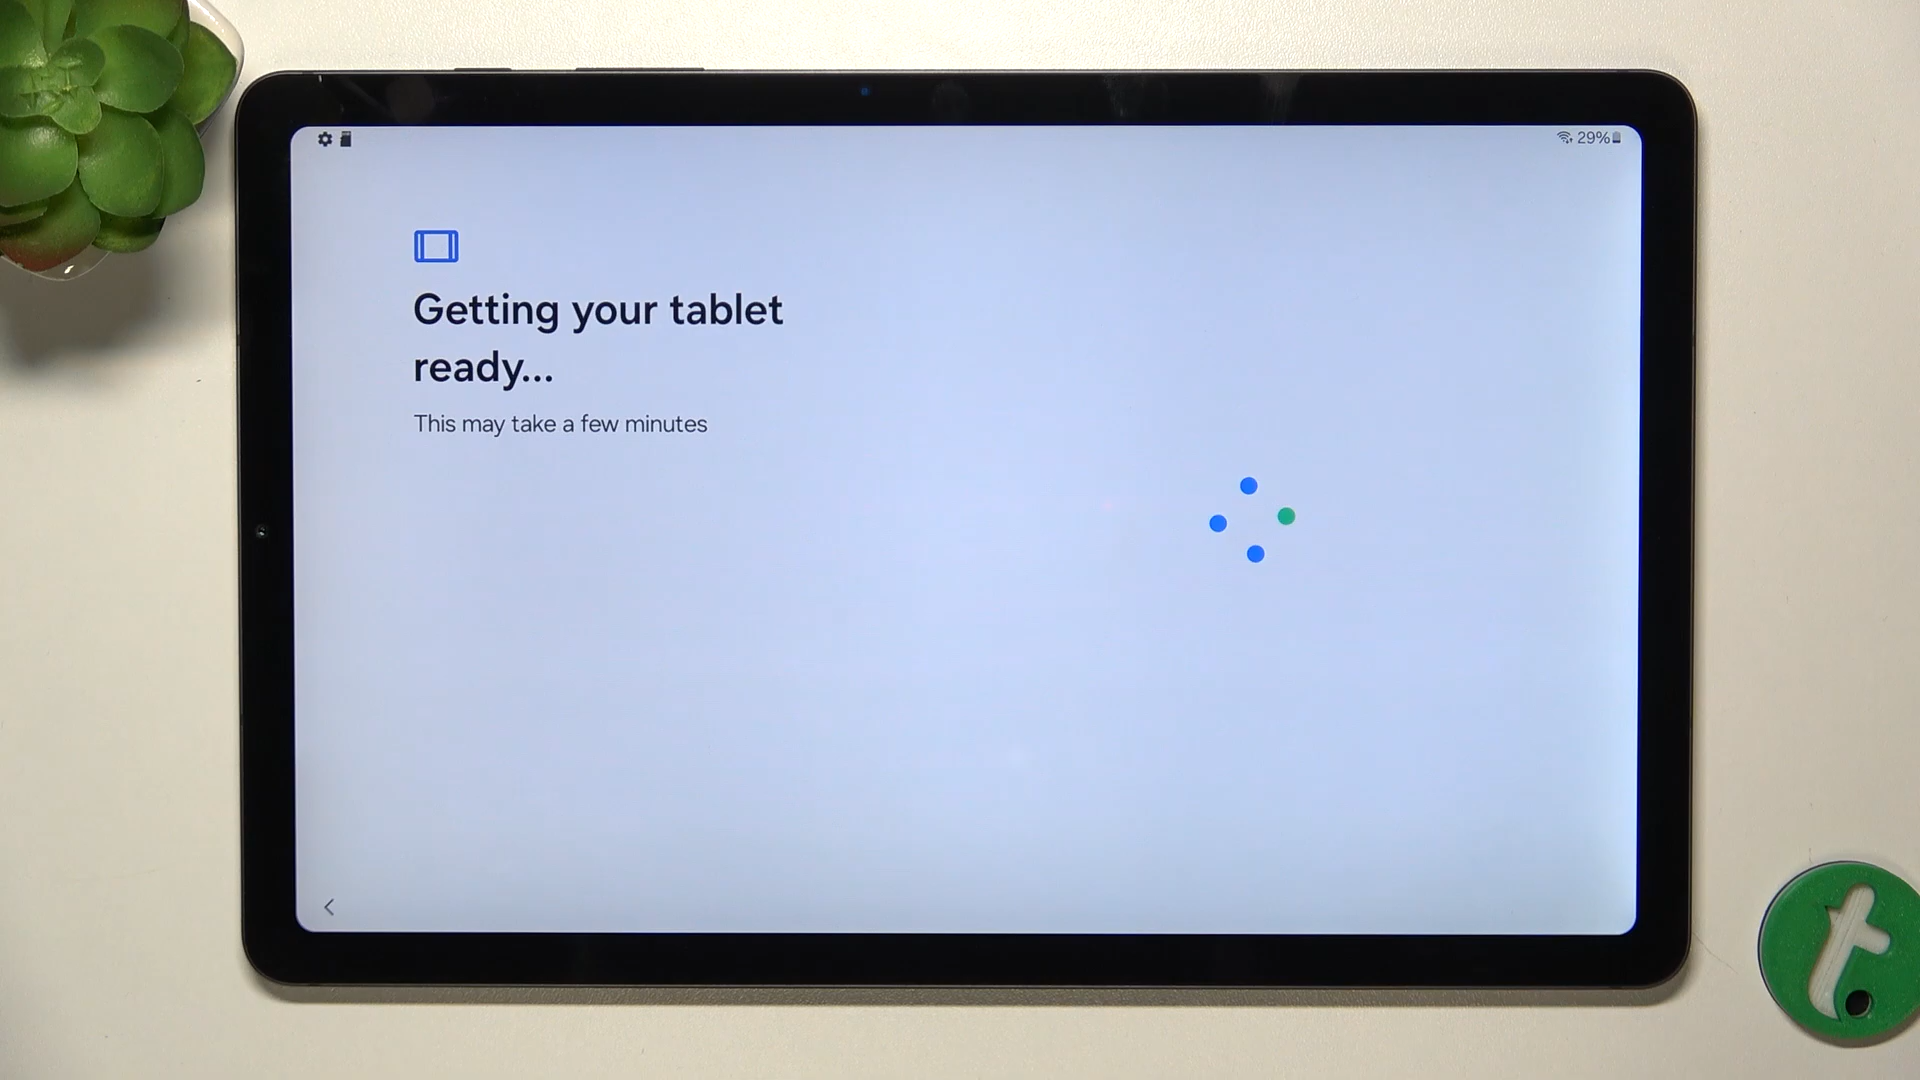 29%
Getting your tablet
ready...
This may take a few minutes
t